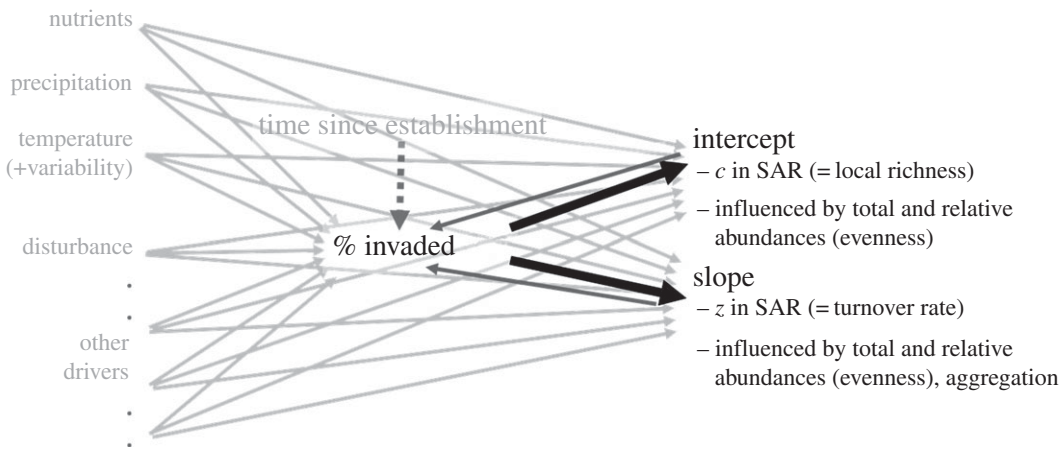 nutrients
precipitation
temperature
(+variability)
disturbance
.
.
other
drivers
.
.
time since establishment
% invaded
intercept
– c in SAR (= local richness)
– influenced by total and relative
abundances (evenness)
slope
– z in SAR (= turnover rate)
– influenced by total and relative
abundances (evenness), aggregation